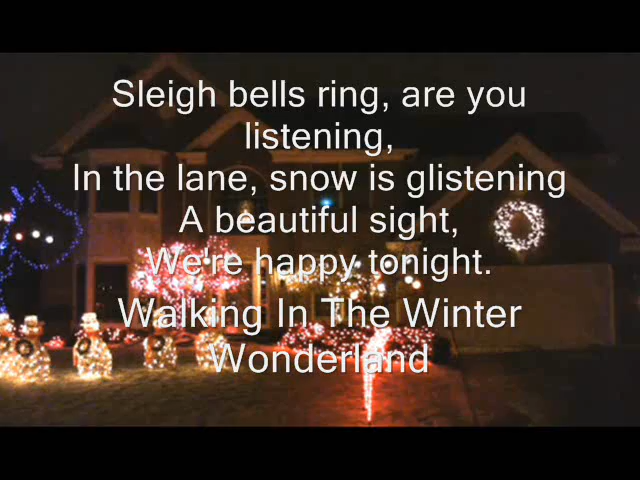 Sleigh bells ring, are you
listening,
In the lane, snow is glistening
A beautiful sight,
We're happy tonight.
Walking In The Winter
Wonderland